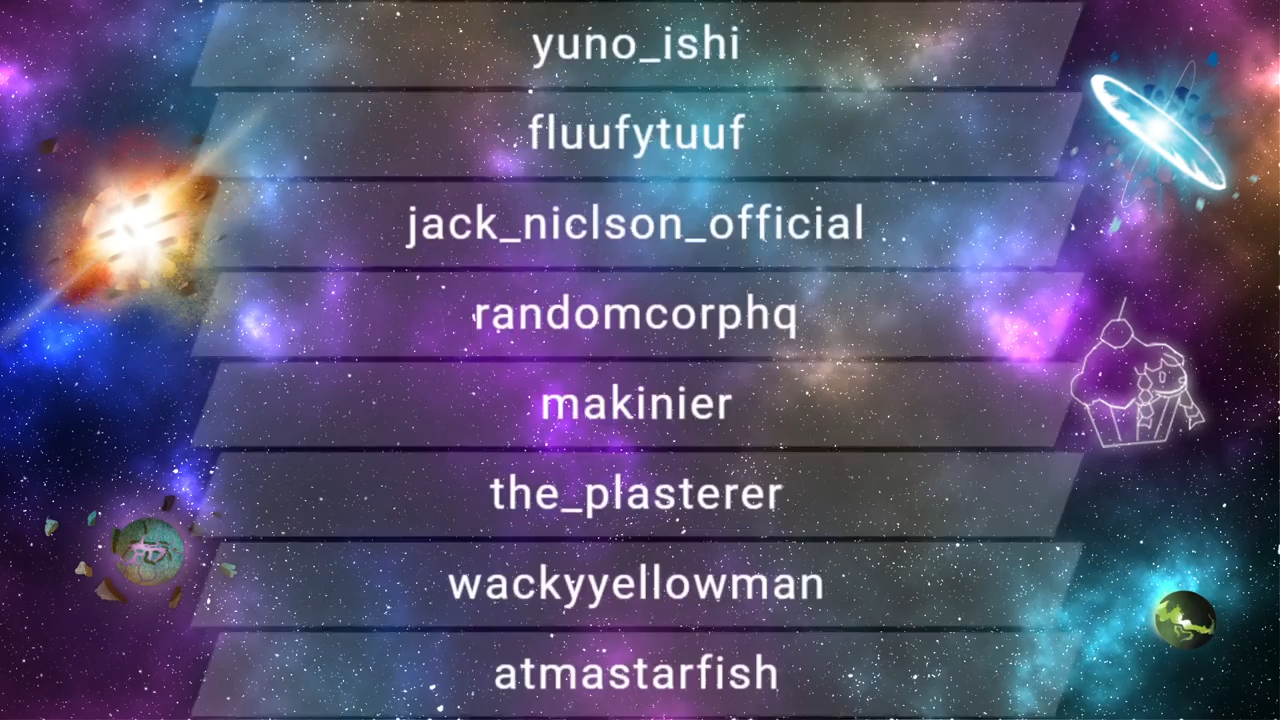 yuno_ishi
fluufytuuf
jack_niclson_official
randomcorphq
makinier
the_plasterer
wackyyellowman
atmastarfish